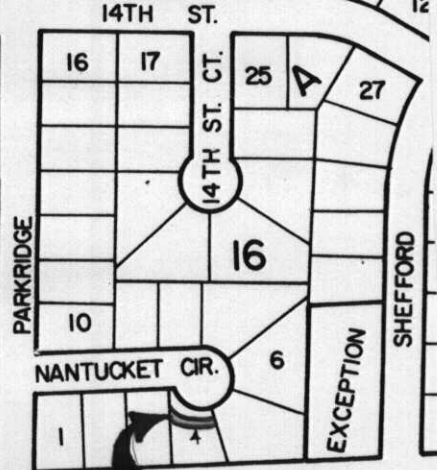 14TH ST.
12
16 17
14TH ST. CT.
25 A 27
16
PARKRIDGE
SHEFFORD
10
NANTUCKET CIR.
6
EXCEPTION
1
4